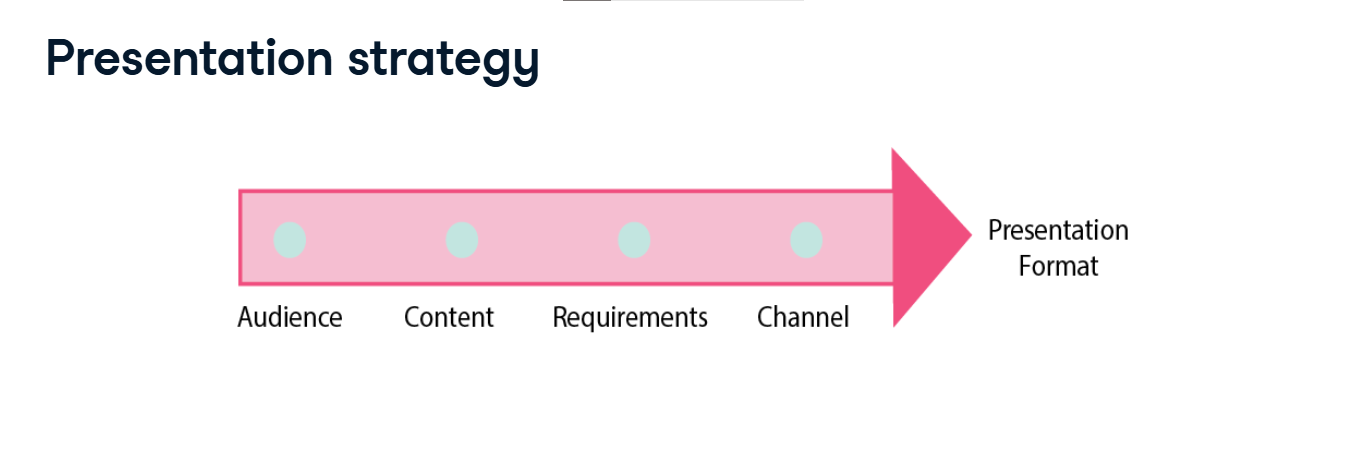 Presentation strategy
Presentation
Format
Audience
Content
Requirements
Channel